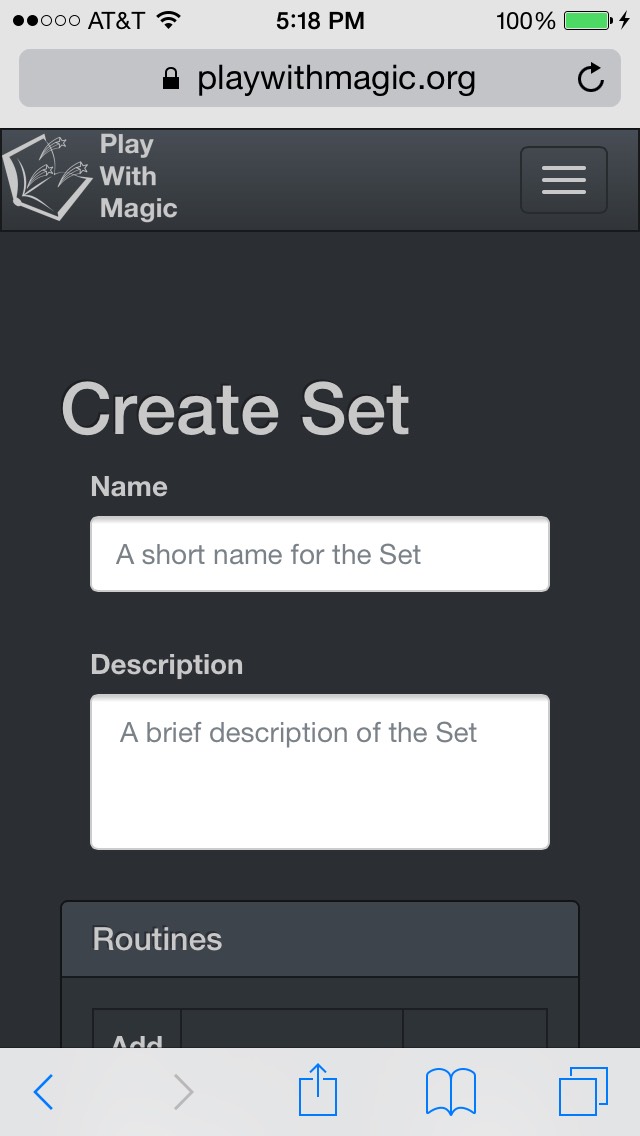 AT&T 5:18 PM 100%
playwithmagic.org
Play
With
Magic
Create Set
Name
A short name for the Set
Description
A brief description of the Set
Routines
Add